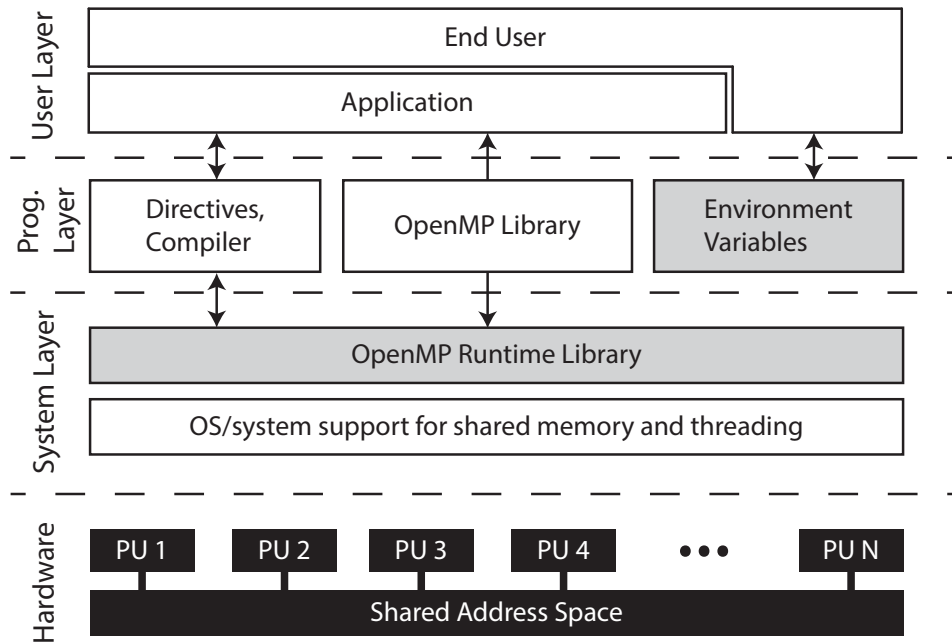 User Layer
End User
Application
Prog.
Layer
Directives,
Compiler
OpenMP Library
Environment
Variables
System Layer
OpenMP Runtime Library
OS/system support for shared memory and threading
Hardware
PU 1
PU 2
PU 3
PU 4
•••
PU N
Shared Address Space